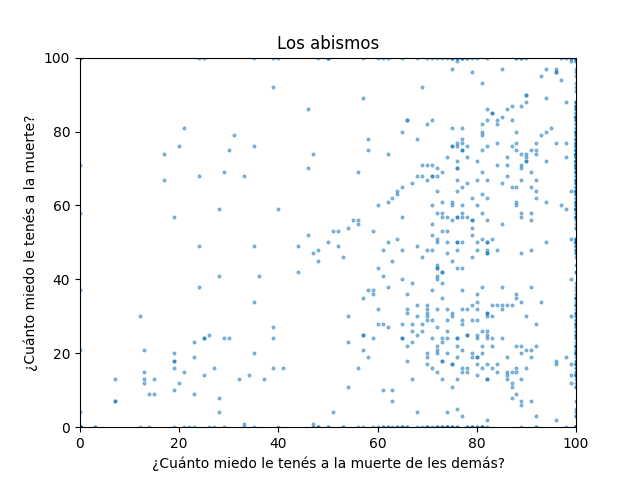 Los abismos
¿Cuánto miedo le tenés a la muerte?
100
80
60
40
20
0
0 20 40 60 80 100
¿Cuánto miedo le tenés a la muerte de les demás?